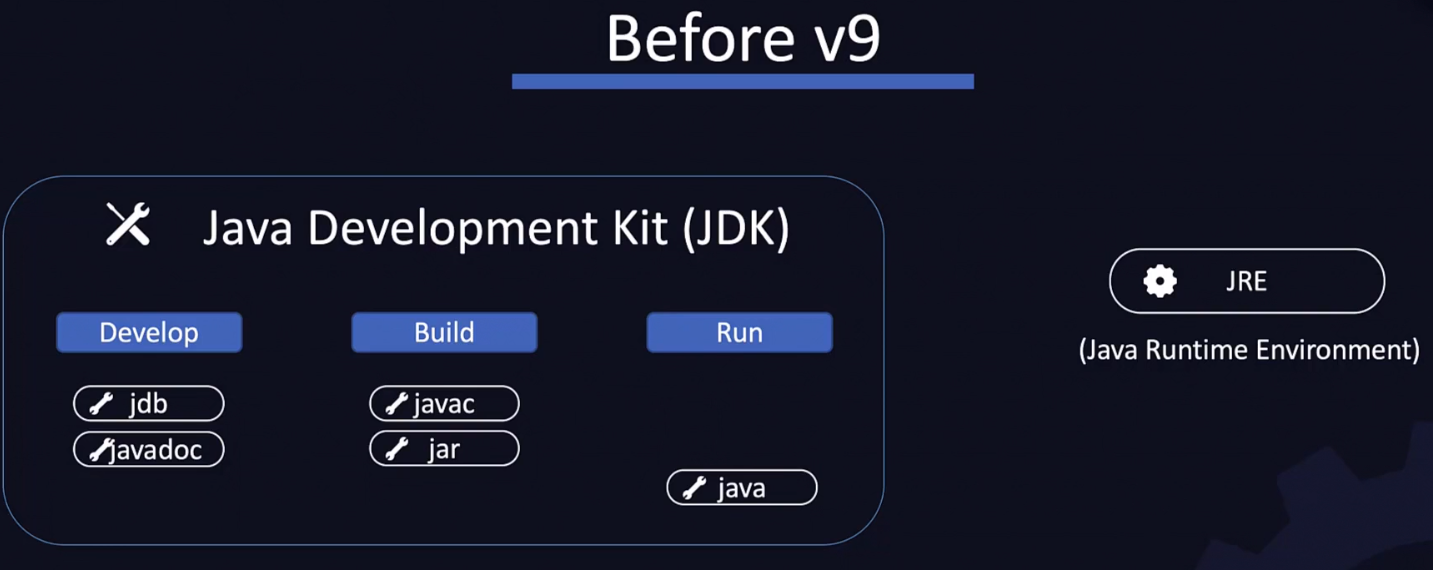 Before v9
Java Development Kit (JDK)
Develop
Build
Run
jdb
javadoc
javac
jar
java
JRE
(Java Runtime Environment)